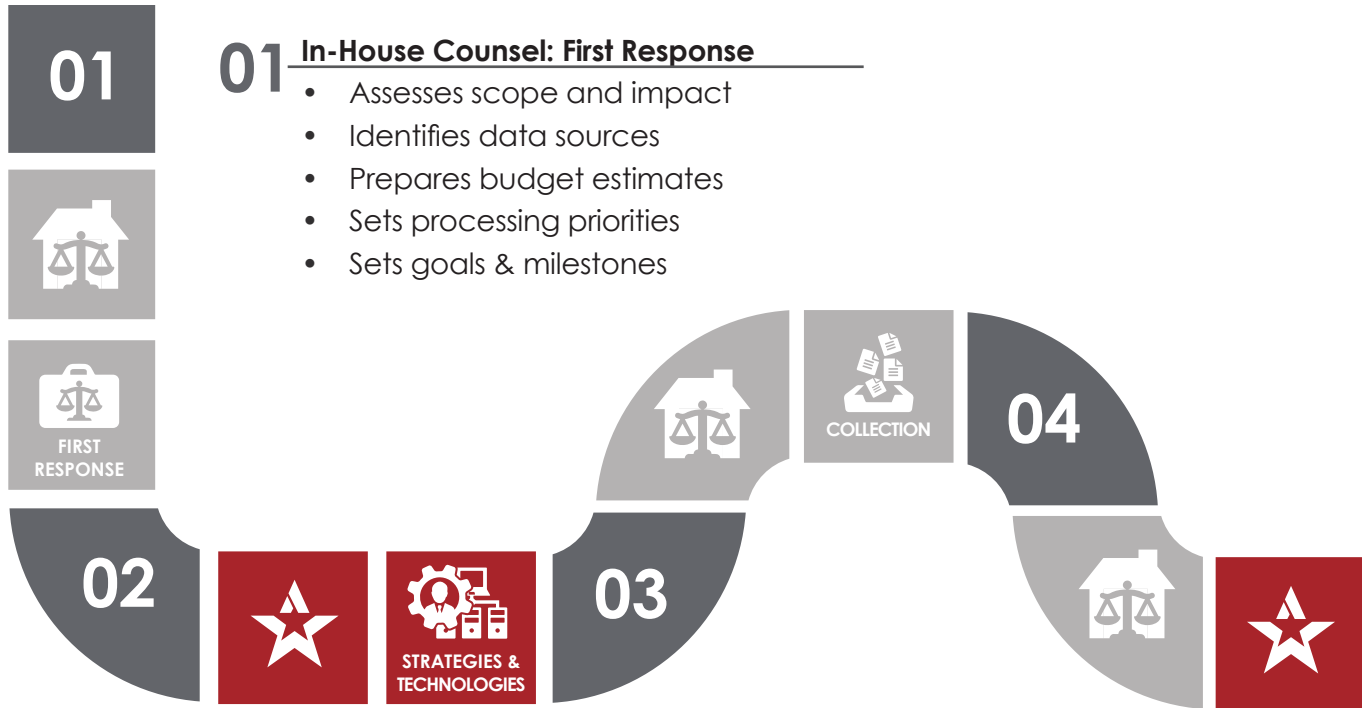 01
01 In-House Counsel: First Response
• Assesses scope and impact
• Identifies data sources
• Prepares budget estimates
• Sets processing priorities
• Sets goals & milestones
FIRST
RESPONSE
02
STRATEGIES &
TECHNOLOGIES
03
COLLECTION
04